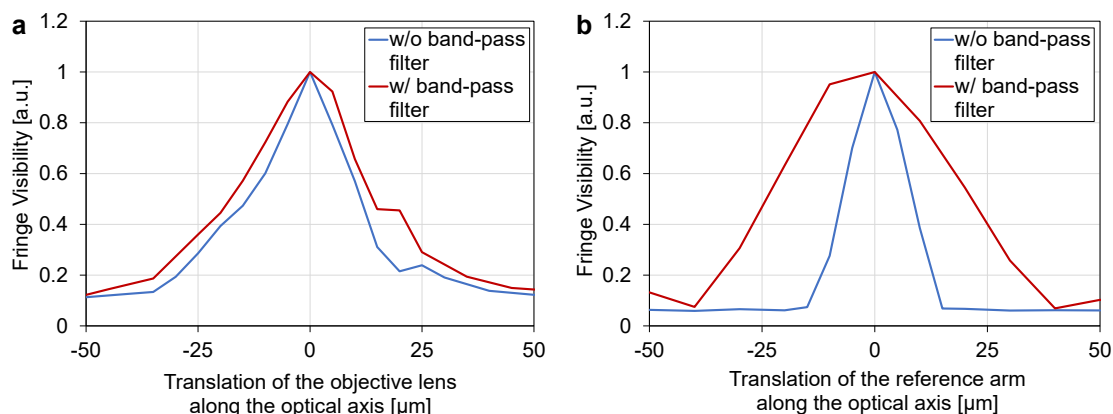 a
Fringe Visibility [a.u.]
1.2
1
0.8
0.6
0.4
0.2
0
-50
-25
0
25
50
w/o band-pass
filter
w/ band-pass
filter
Translation of the objective lens
along the optical axis [µm]
b
Fringe Visibility [a.u.]
1.2
1
0.8
0.6
0.4
0.2
0
-50
-25
0
25
50
w/o band-pass
filter
w/ band-pass
filter
Translation of the reference arm
along the optical axis [µm]